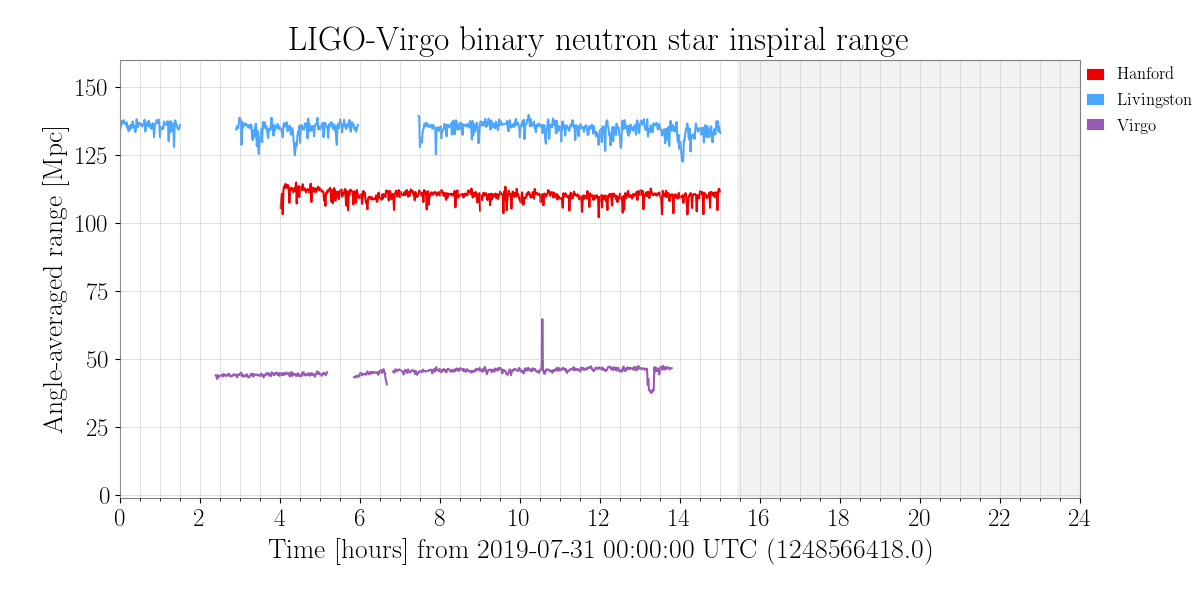 LIGO-Virgo binary neutron star inspiral range
Angle-averaged range [Mpc]
150
125
100
75
50
25
0
0 2 4 6 8 10 12 14 16 18 20 22 24
Time [hours] from 2019-07-31 00:00:00 UTC (1248566418.0)
Hanford
Livingston
Virgo